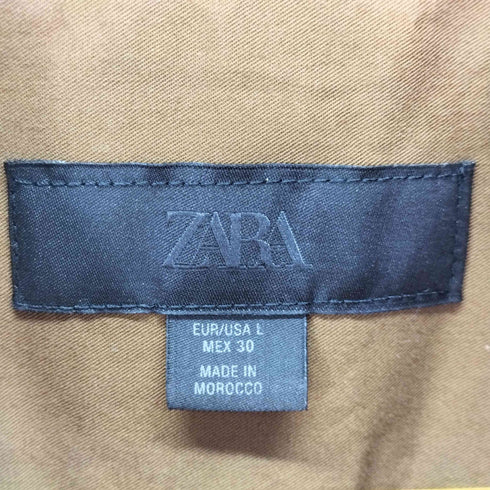 ZARA
EUR/USA L
MEX 30
MADE IN
MOROCCO